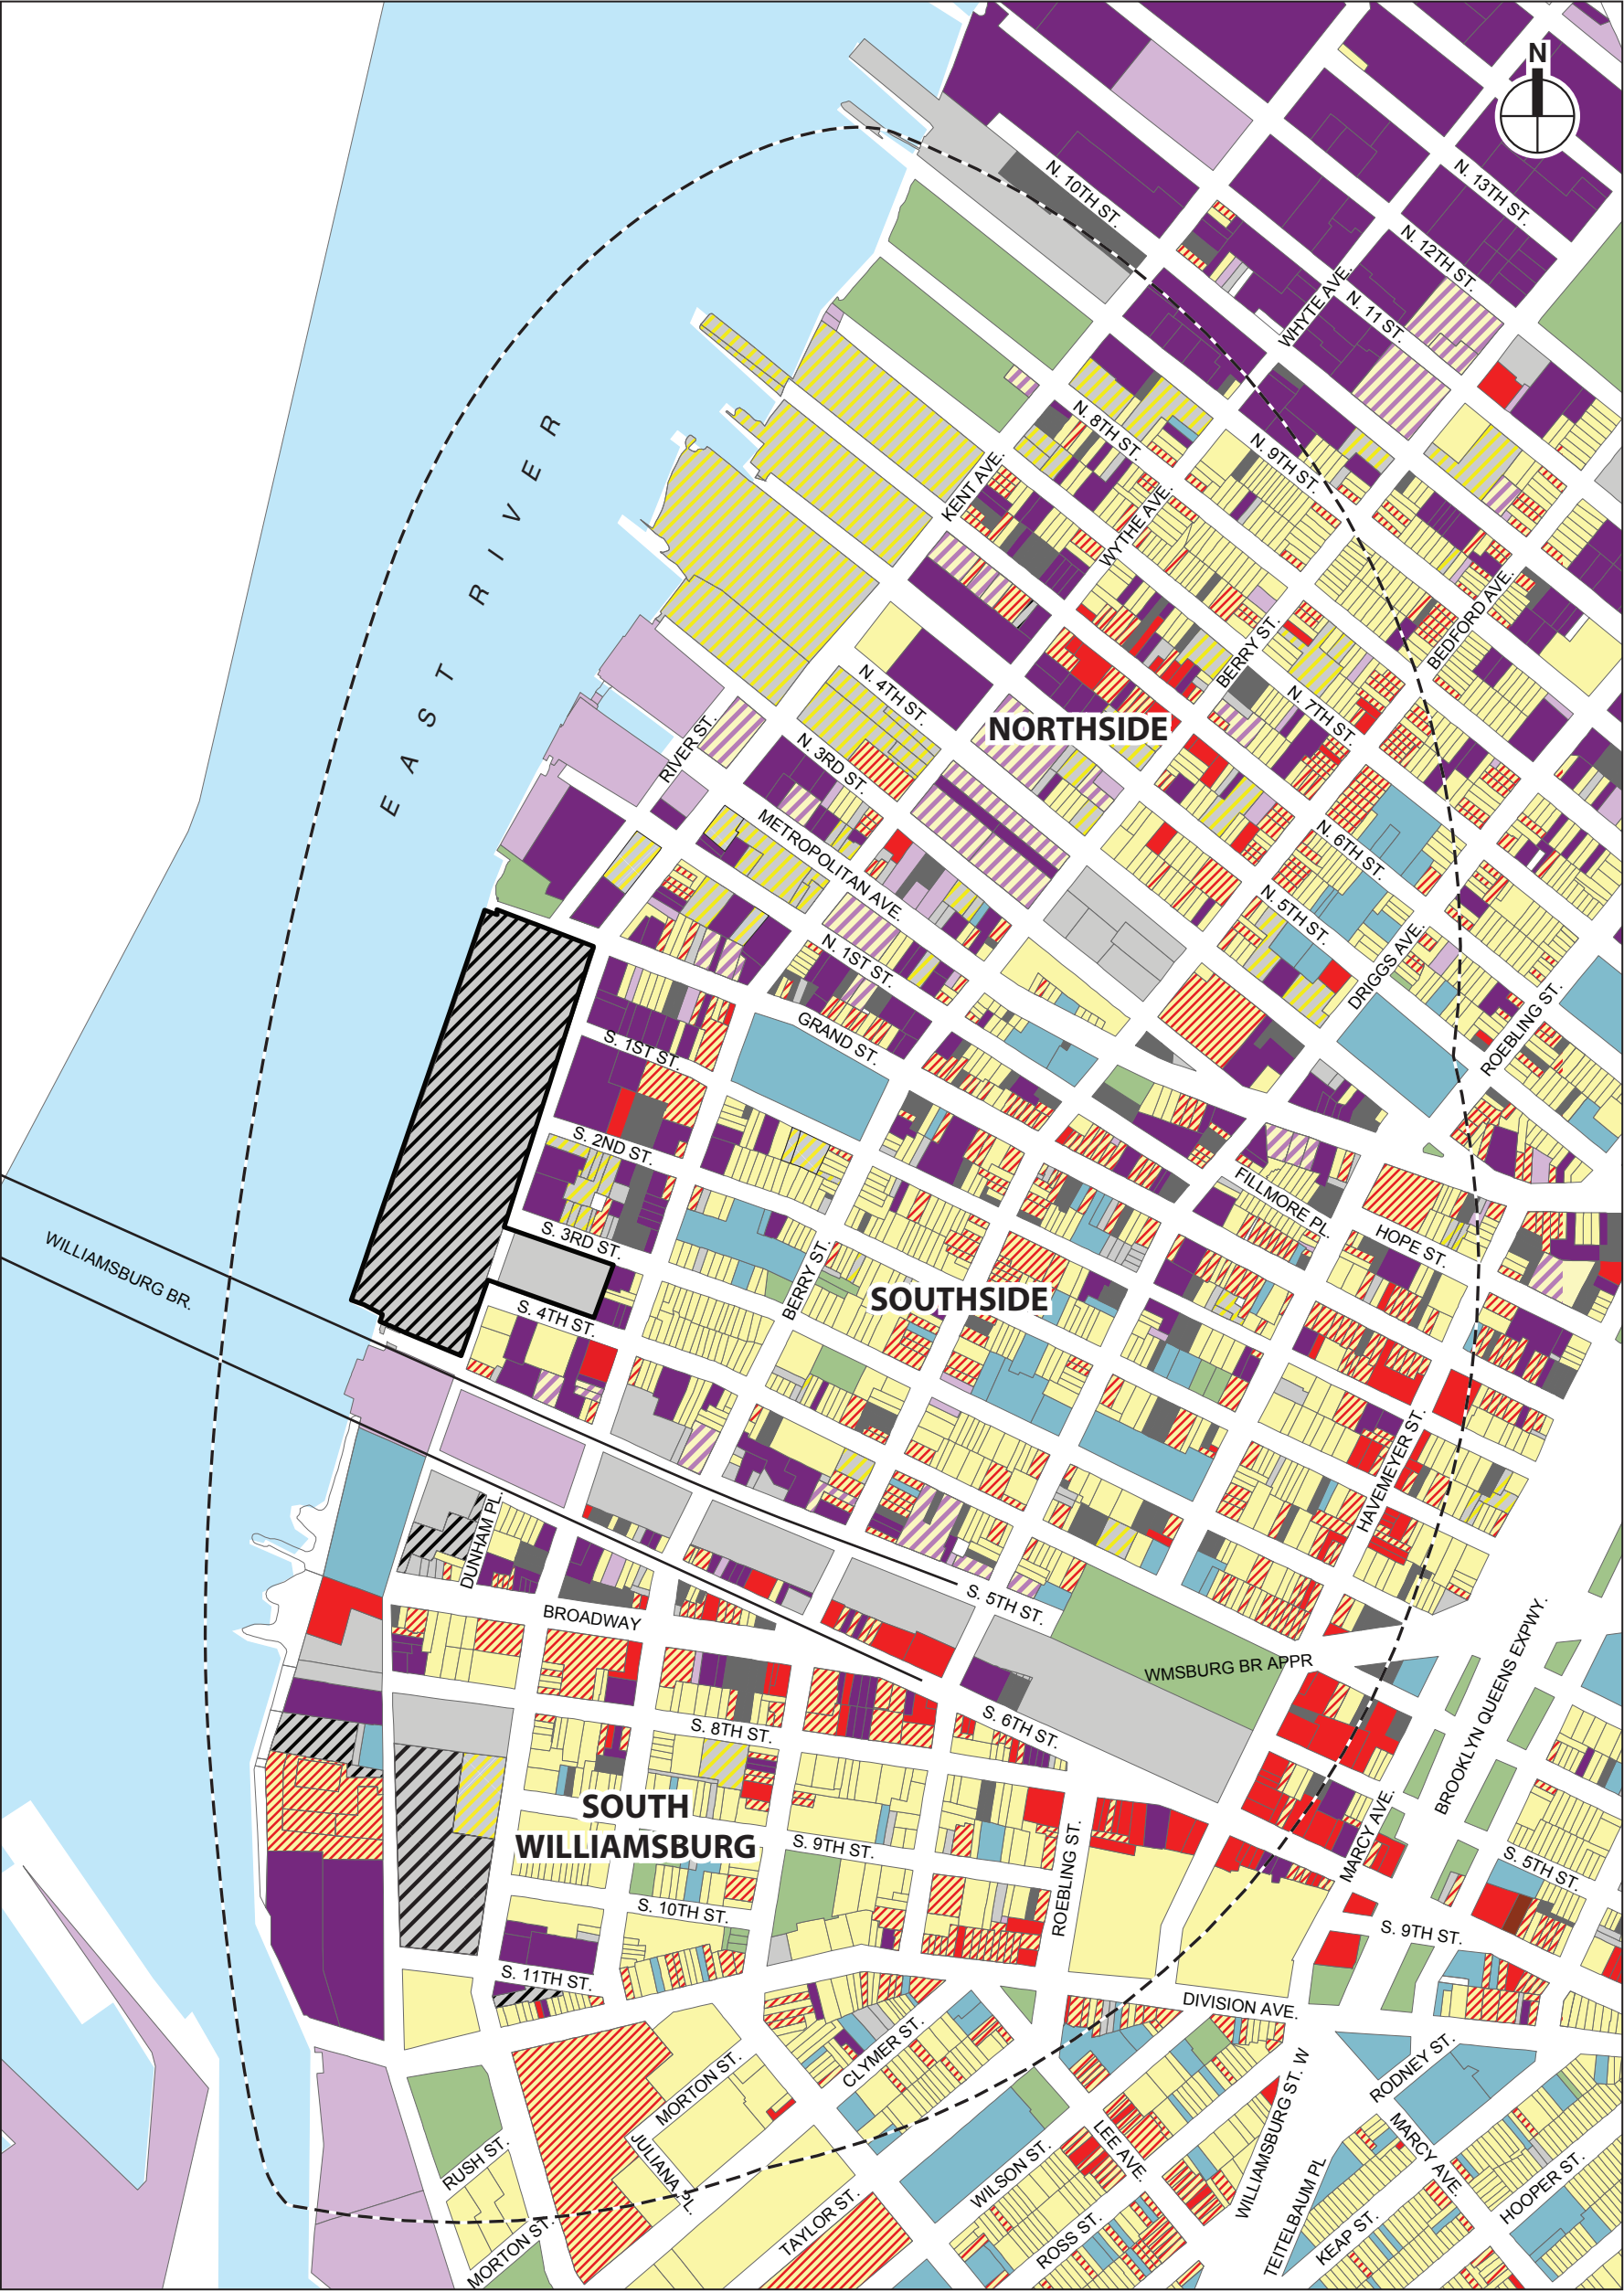 N
N. 10TH ST.
N. 13TH ST.
N. 12TH ST.
WHYTE AVE.
N. 11 ST.
N. 8TH ST.
N. 9TH ST.
KENT AVE.
WYTHE AVE.
EAST RIVER
BEDFORD AVE.
BERRY ST.
N. 4TH ST.
N. 7TH ST.
NORTHSIDE
RIVER ST.
N. 3RD ST.
METROPOLITAN AVE.
N. 6TH ST.
N. 5TH ST.
N. 1ST ST.
DRIGGS AVE.
ROEBLING ST.
GRAND ST.
S. 1ST ST.
S. 2ND ST.
FILLMORE PL.
HOPE ST.
S. 3RD ST.
WILLIAMSBURG BR.
BERRY ST.
SOUTHSIDE
S. 4TH ST.
HAVEMEYER ST.
DUNHAM PL.
BROADWAY
S. 5TH ST.
WMSBURG BR APPR
BROOKLYN QUEENS EXPWY.
S. 6TH ST.
S. 8TH ST.
SOUTH
WILLIAMSBURG
S. 9TH ST.
ROEBLING ST.
MARCY AVE.
S. 5TH ST.
S. 10TH ST.
S. 9TH ST.
S. 11TH ST.
DIVISION AVE.
CLYMER ST.
MORTON ST.
RODNEY ST.
WILLIAMSBURG ST. W
RUSH ST.
JULIANA PL.
LEE AVE.
MARCY AVE.
WILSON ST.
HOOPER ST.
TAYLOR ST.
ROSS ST.
TEITELBAUM PL
KEAP ST.
MORTON ST.